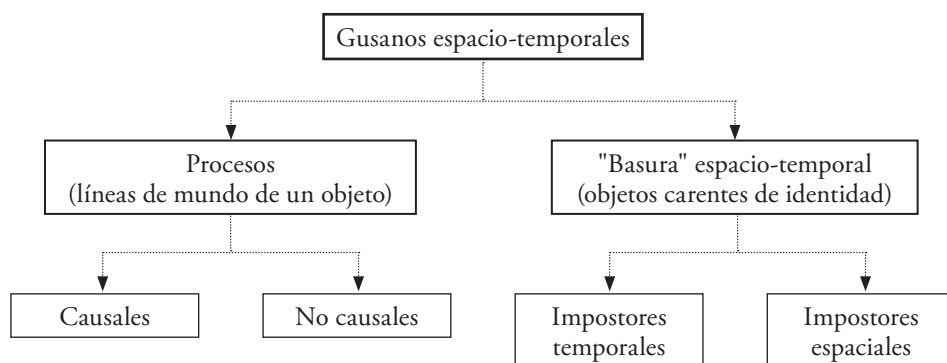 Gusanos espacio-temporales
Procesos
(líneas de mundo de un objeto)
"Basura" espacio-temporal
(objetos carentes de identidad)
Causales
No causales
Impostores
temporales
Impostores
espaciales